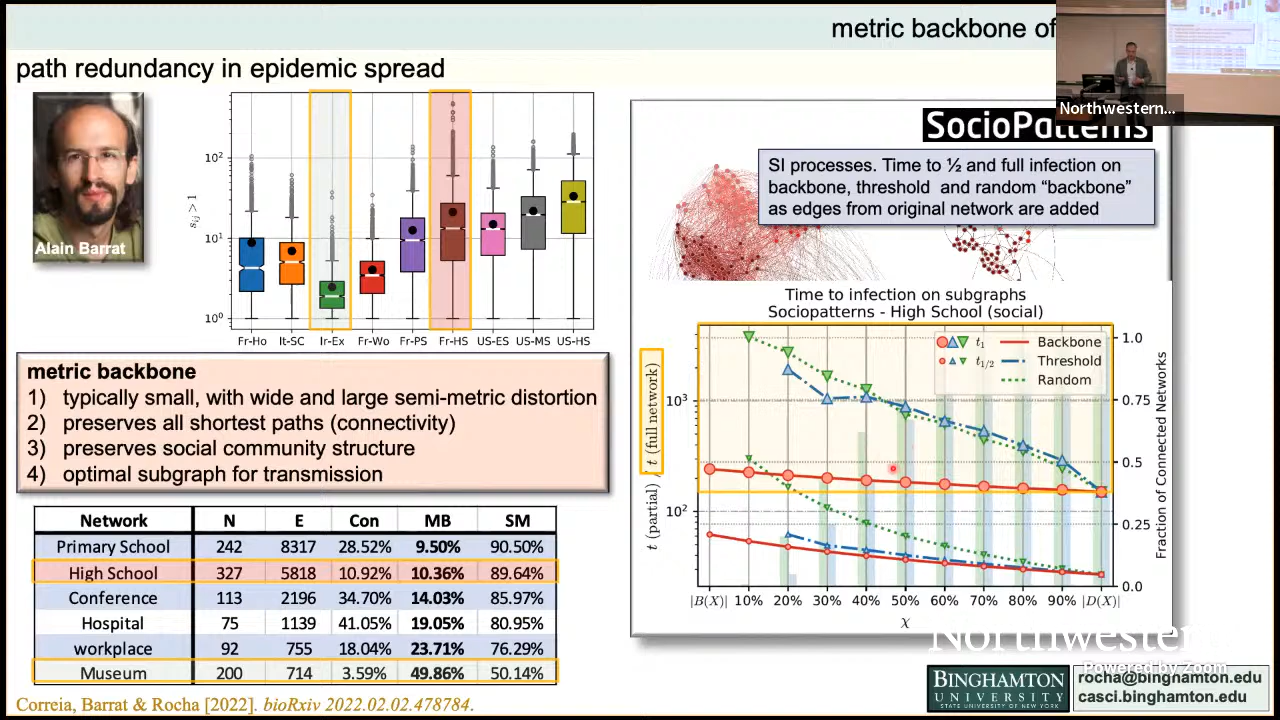 metric backbone of
path redundancy in epidemic spread
Northwestern...
Alain Barrat
s_ij > 1
10²
10¹
10⁰
Fr-Ho It-SC Ir-Ex Fr-Wo Fr-PS Fr-HS US-ES US-MS US-HS
SocioPatterns
SI processes. Time to ½ and full infection on
backbone, threshold and random “backbone”
as edges from original network are added
metric backbone
1) typically small, with wide and large semi-metric distortion
2) preserves all shortest paths (connectivity)
3) preserves social community structure
4) optimal subgraph for transmission
Time to infection on subgraphs
Sociopatterns - High School (social)
t₁ Backbone
t₁/₂ Threshold
Random
t (partial) / t (full network)
10³
10²
1.0
0.75
0.5
0.25
0.0
Fraction of Connected Networks
|B(X)| 10% 20% 30% 40% 50% 60% 70% 80% 90% |D(X)|
χ
Network N E Con MB SM
Primary School 242 8317 28.52% 9.50% 90.50%
High School 327 5818 10.92% 10.36% 89.64%
Conference 113 2196 34.70% 14.03% 85.97%
Hospital 75 1139 41.05% 19.05% 80.95%
workplace 92 755 18.04% 23.71% 76.29%
Museum 200 714 3.59% 49.86% 50.14%
Correia, Barrat & Rocha [2022]. bioRxiv 2022.02.02.478784.
Northwestern
Powered by Zoom
BINGHAMTON
UNIVERSITY
STATE UNIVERSITY OF NEW YORK
rocha@binghamton.edu
casci.binghamton.edu